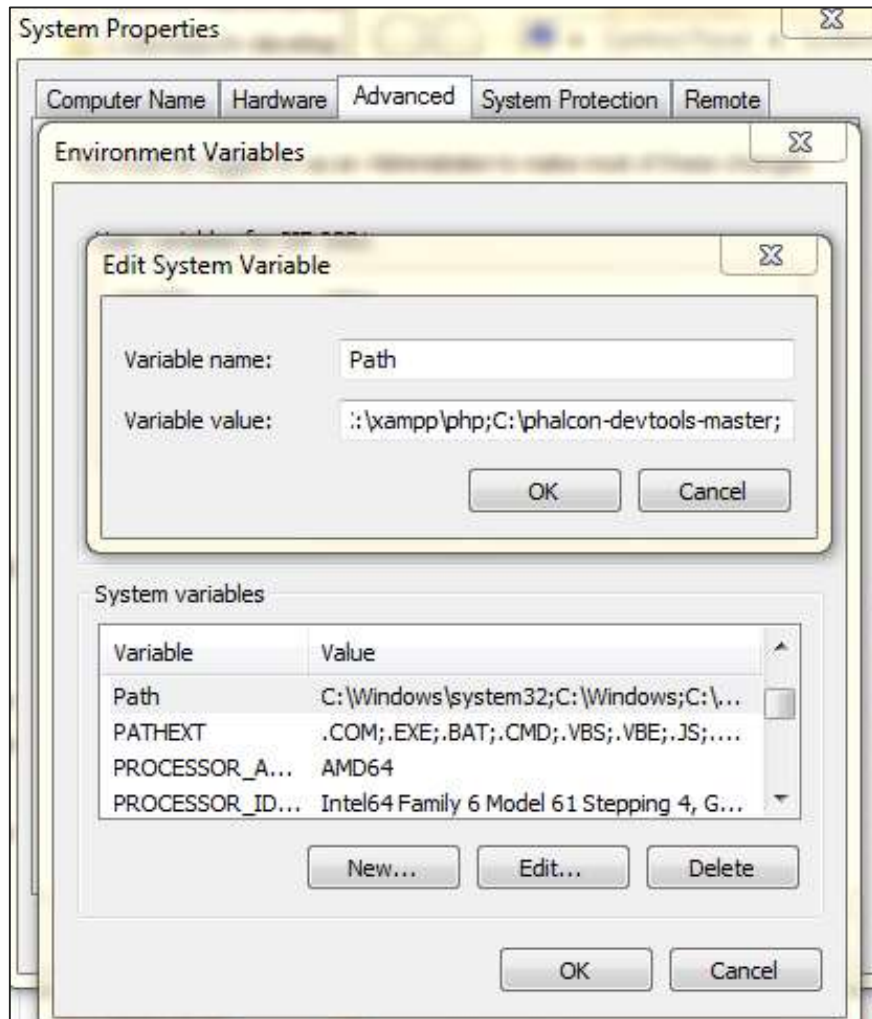 System Properties
Computer Name Hardware Advanced System Protection Remote
Environment Variables
Edit System Variable
Variable name: Path
Variable value: :\xampp\php;C:\phalcon-devtools-master;
OK Cancel
System variables
Variable Value
Path C:\Windows\system32;C:\Windows;C:\...
PATHEXT .COM;.EXE;.BAT;.CMD;.VBS;.VBE;.JS;....
PROCESSOR_A... AMD64
PROCESSOR_ID... Intel64 Family 6 Model 61 Stepping 4, G...
New... Edit... Delete
OK Cancel